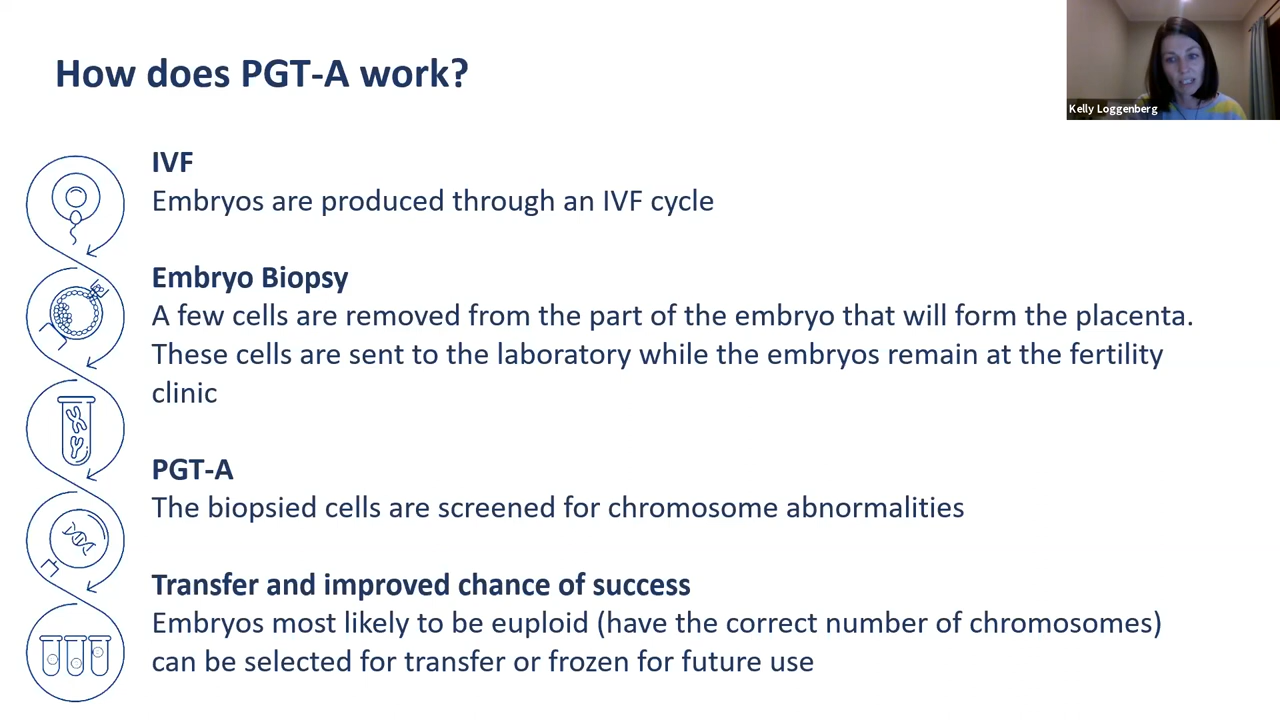 How does PGT-A work?
Kelly Loggenberg
IVF
Embryos are produced through an IVF cycle
Embryo Biopsy
A few cells are removed from the part of the embryo that will form the placenta.
These cells are sent to the laboratory while the embryos remain at the fertility
clinic
PGT-A
The biopsied cells are screened for chromosome abnormalities
Transfer and improved chance of success
Embryos most likely to be euploid (have the correct number of chromosomes)
can be selected for transfer or frozen for future use